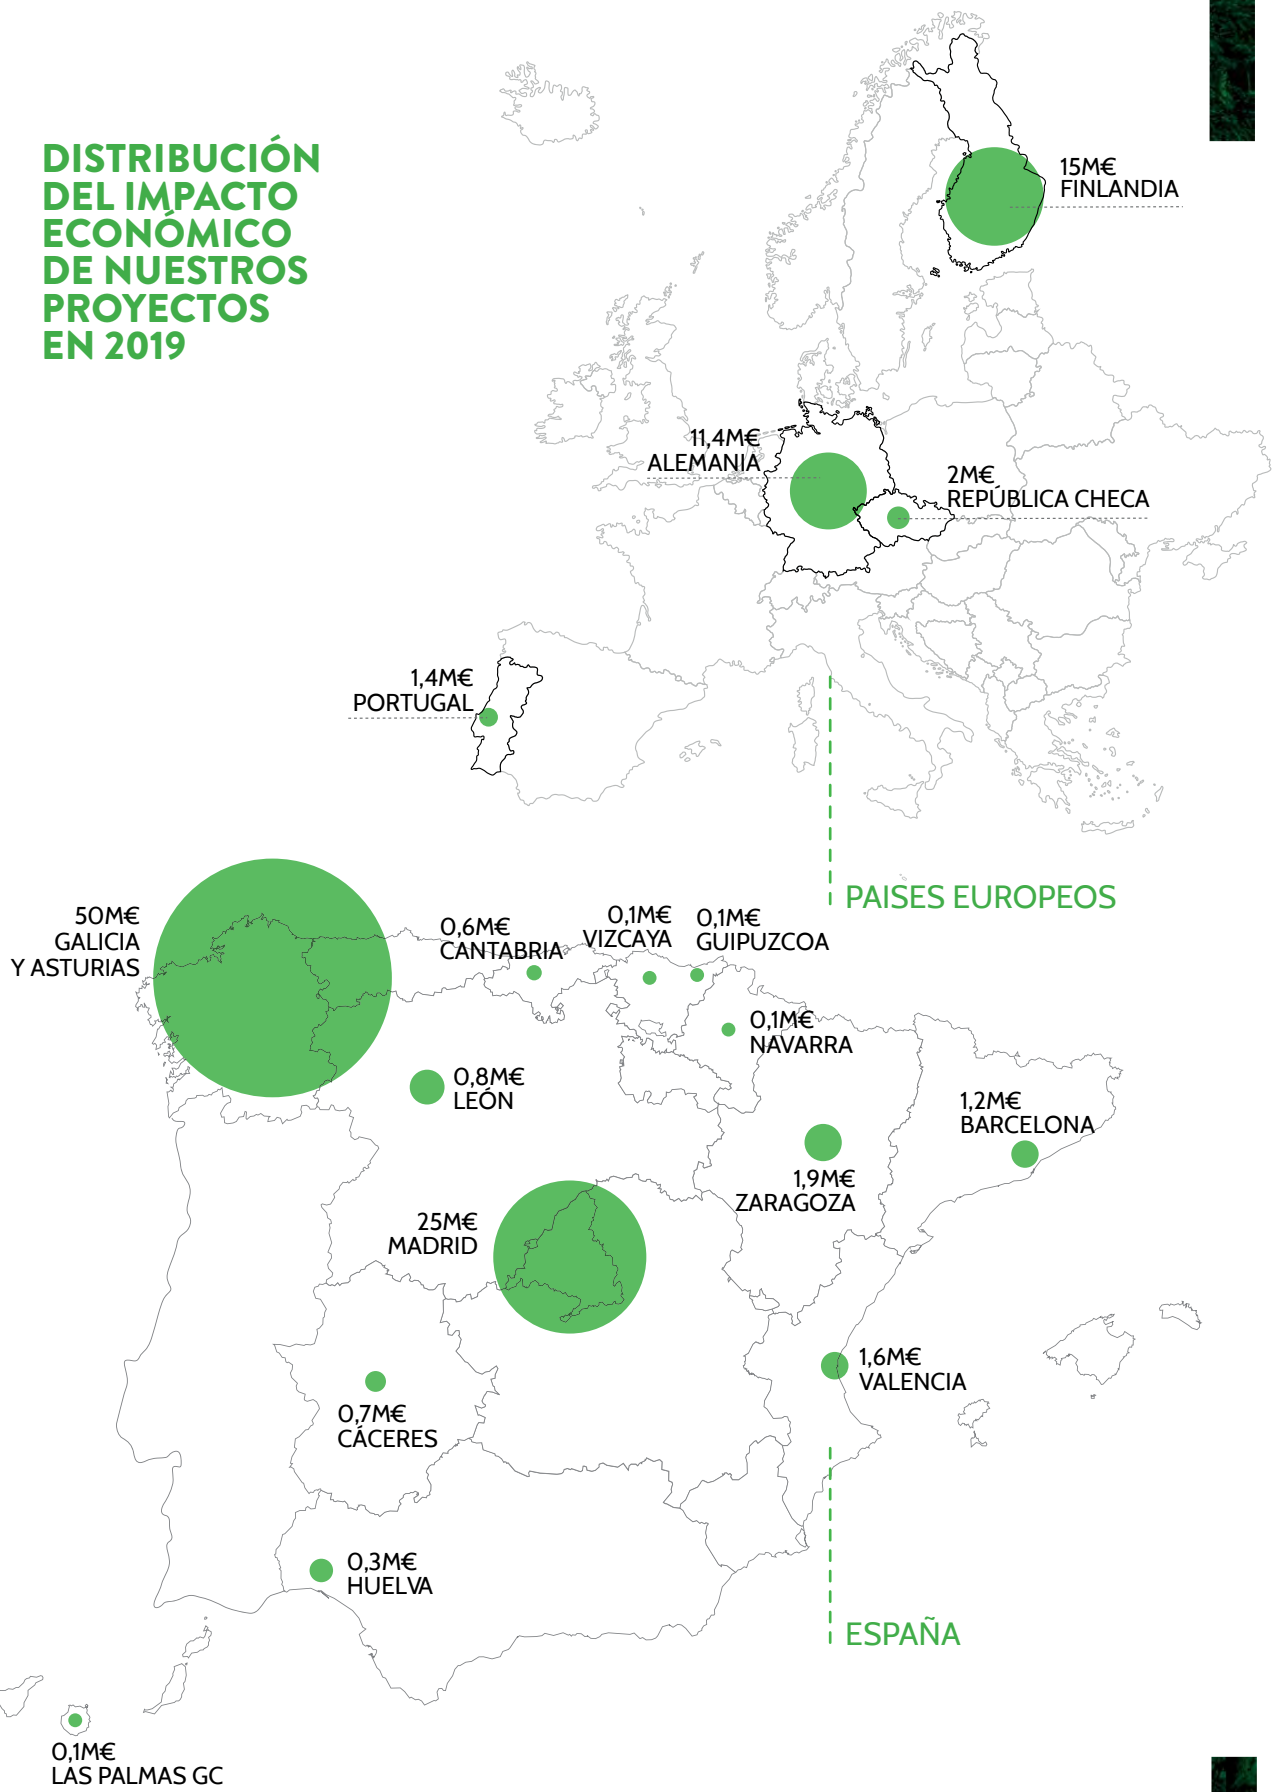 DISTRIBUCIÓN
DEL IMPACTO
ECONÓMICO
DE NUESTROS
PROYECTOS
EN 2019
15M€
FINLANDIA
11,4M€
ALEMANIA
2M€
REPÚBLICA CHECA
1,4M€
PORTUGAL
PAISES EUROPEOS
50M€
GALICIA
Y ASTURIAS
0,6M€
CANTABRIA
0,1M€
VIZCAYA
0,1M€
GUIPUZCOA
0,1M€
NAVARRA
0,8M€
LEÓN
1,2M€
BARCELONA
1,9M€
ZARAGOZA
25M€
MADRID
1,6M€
VALENCIA
0,7M€
CÁCERES
0,3M€
HUELVA
ESPAÑA
0,1M€
LAS PALMAS GC